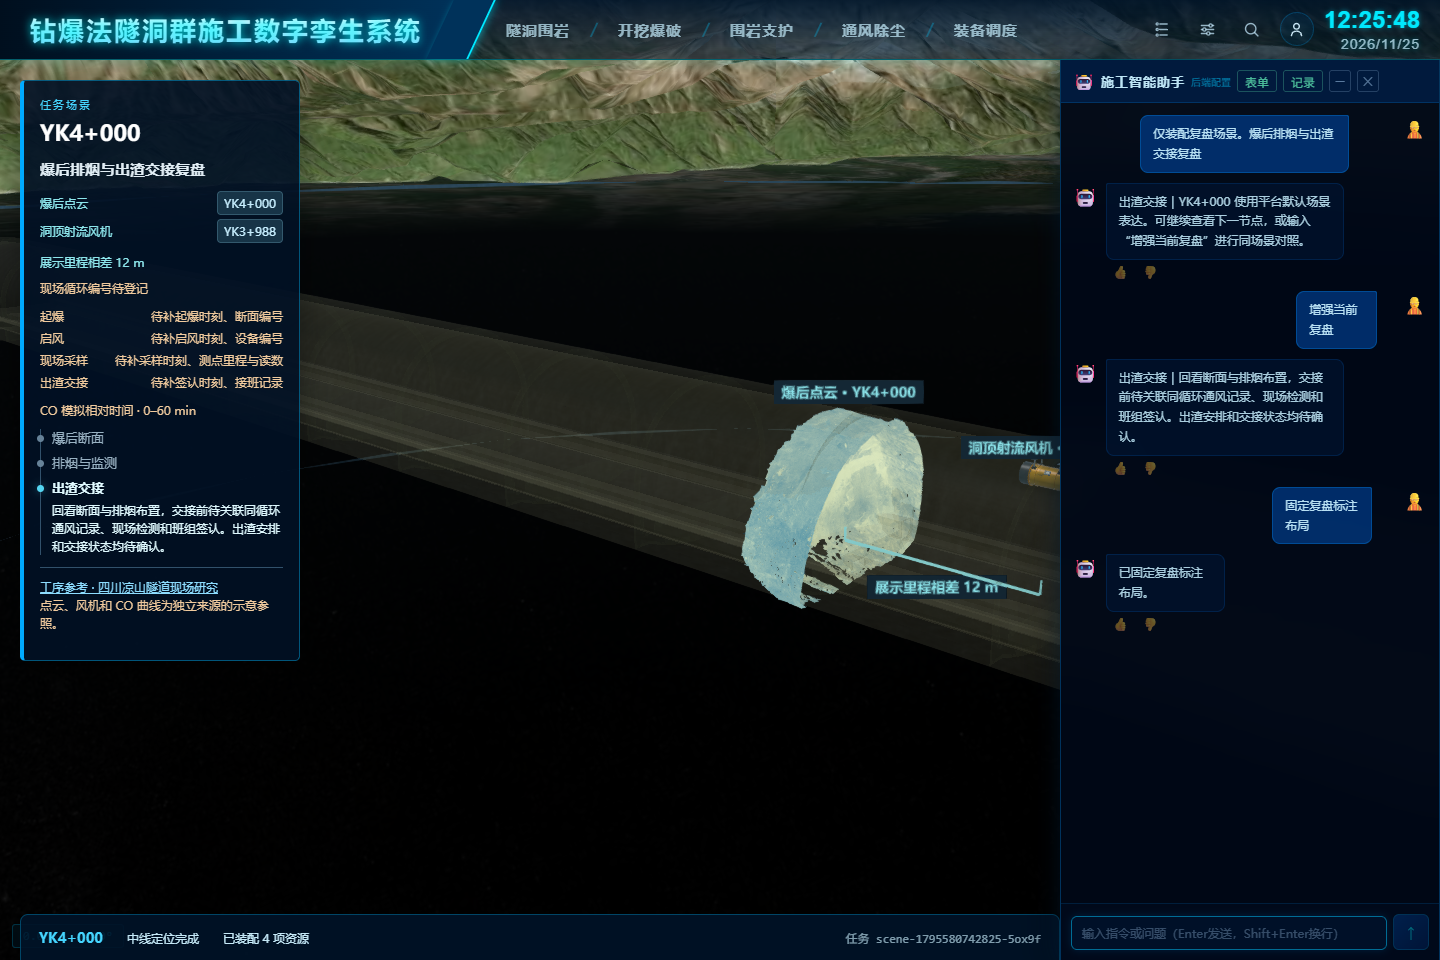 钻爆法隧洞群施工数字孪生系统
隧洞围岩 / 开挖爆破 / 围岩支护 / 通风除尘 / 装备调度
12:25:48
2026/11/25
任务场景
YK4+000
爆后排烟与出渣交接复盘
爆后点云 YK4+000
洞顶射流风机 YK3+988
展示里程相差 12 m
现场循环编号待登记
起爆 待补起爆时刻、断面编号
启风 待补启风时刻、设备编号
现场采样 待补采样时刻、测点里程与读数
出渣交接 待补签认时刻、接班记录
CO 模拟相对时间 · 0–60 min
爆后断面
排烟与监测
出渣交接
回看断面与排烟布置，交接前待关联同循环
通风记录、现场检测和班组签认。出渣安排
和交接状态均待确认。
工序参考 · 四川凉山隧道现场研究
点云、风机和 CO 曲线为独立来源的示意参
照。
爆后点云 · YK4+000
洞顶射流风机 ·
展示里程相差 12 m
施工智能助手 后端配置 表单 记录
仅装配复盘场景。爆后排烟与出渣
交接复盘
出渣交接 | YK4+000 使用平台默认场景
表达。可继续查看下一节点，或输入
“增强当前复盘”进行同场景对照。
增强当前
复盘
出渣交接 | 回看断面与排烟布置，交接
前待关联同循环通风记录、现场检测和
班组签认。出渣安排和交接状态均待确
认。
固定复盘标注
布局
已固定复盘标注
布局。
输入指令或问题（Enter发送，Shift+Enter换行）
YK4+000 中线定位完成 已装配 4 项资源 任务 scene-1795580742825-5ox9f